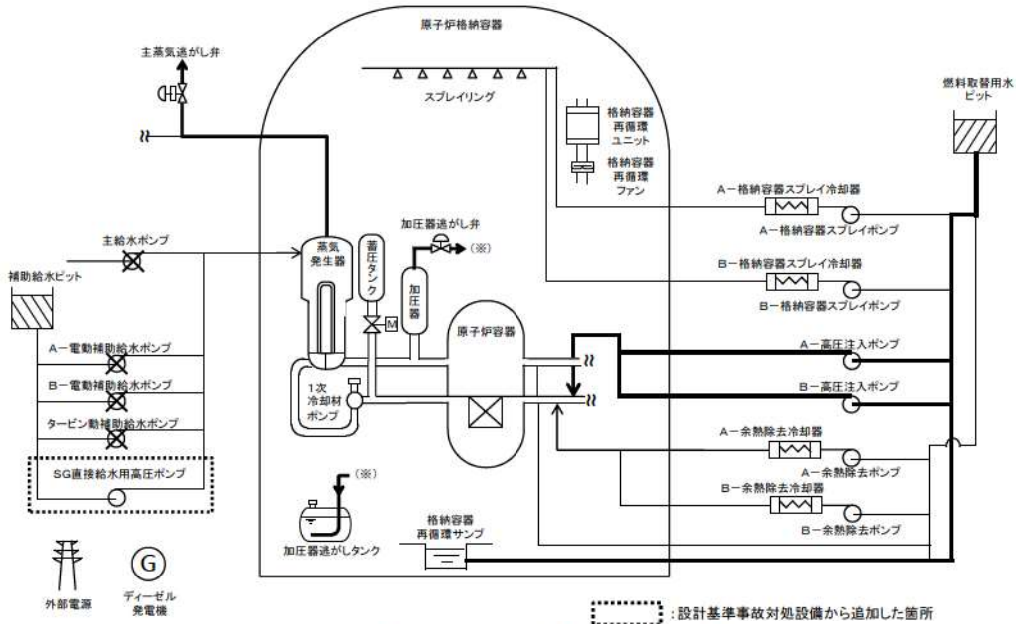 原子炉格納容器
主蒸気逃がし弁
スプレイリング
燃料取替用水
ピット
格納容器
再循環
ユニット
格納容器
再循環
ファン
A－格納容器スプレイ冷却器
A－格納容器スプレイポンプ
主給水ポンプ
補助給水ピット
蒸気
発生器
蓄圧タンク
加圧器逃がし弁
(※)
M
加圧器
原子炉容器
B－格納容器スプレイ冷却器
B－格納容器スプレイポンプ
A－高圧注入ポンプ
B－高圧注入ポンプ
A－電動補助給水ポンプ
B－電動補助給水ポンプ
タービン動補助給水ポンプ
SG直接給水用高圧ポンプ
1次
冷却材
ポンプ
A－余熱除去冷却器
A－余熱除去ポンプ
B－余熱除去冷却器
B－余熱除去ポンプ
(※)
加圧器逃がしタンク
格納容器
再循環サンプ
外部電源
G
ディーゼル
発電機
：設計基準事故対処設備から追加した箇所